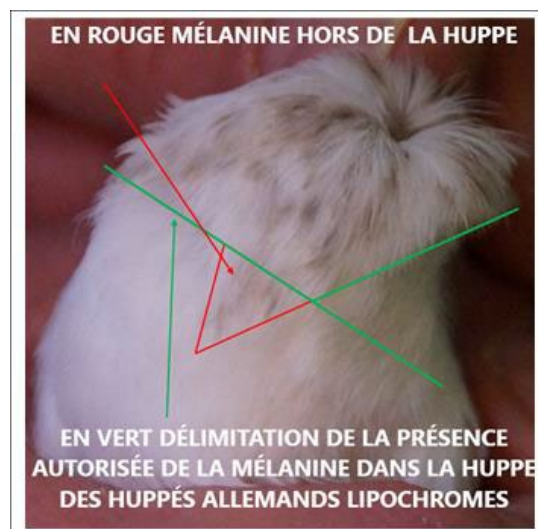 EN ROUGE MÉLANINE HORS DE LA HUPPE
EN VERT DÉLIMITATION DE LA PRÉSENCE
AUTORISÉE DE LA MÉLANINE DANS LA HUPPE
DES HUPPÉS ALLEMANDS LIPOCHROMES